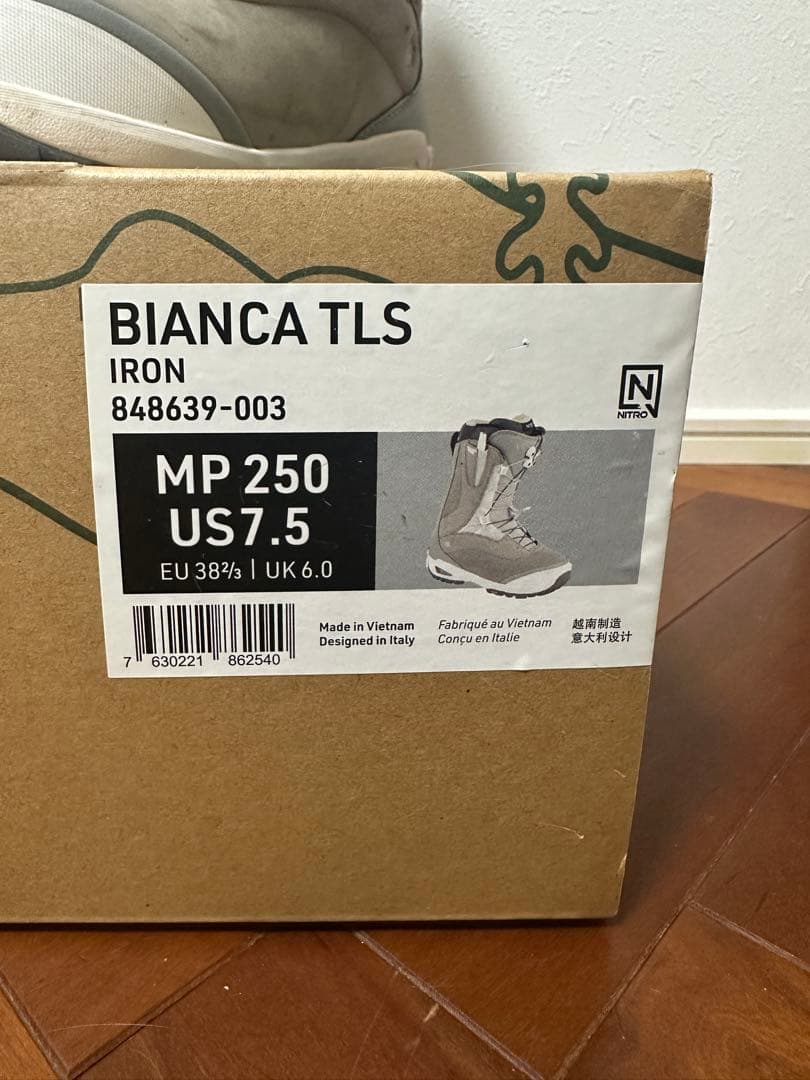 BIANCA TLS
IRON
848639-003
NITRO
MP 250
US 7.5
EU 38⅔ | UK 6.0
7 630221 862540
Made in Vietnam
Designed in Italy
Fabriqué au Vietnam
Conçu en Italie
越南制造
意大利设计